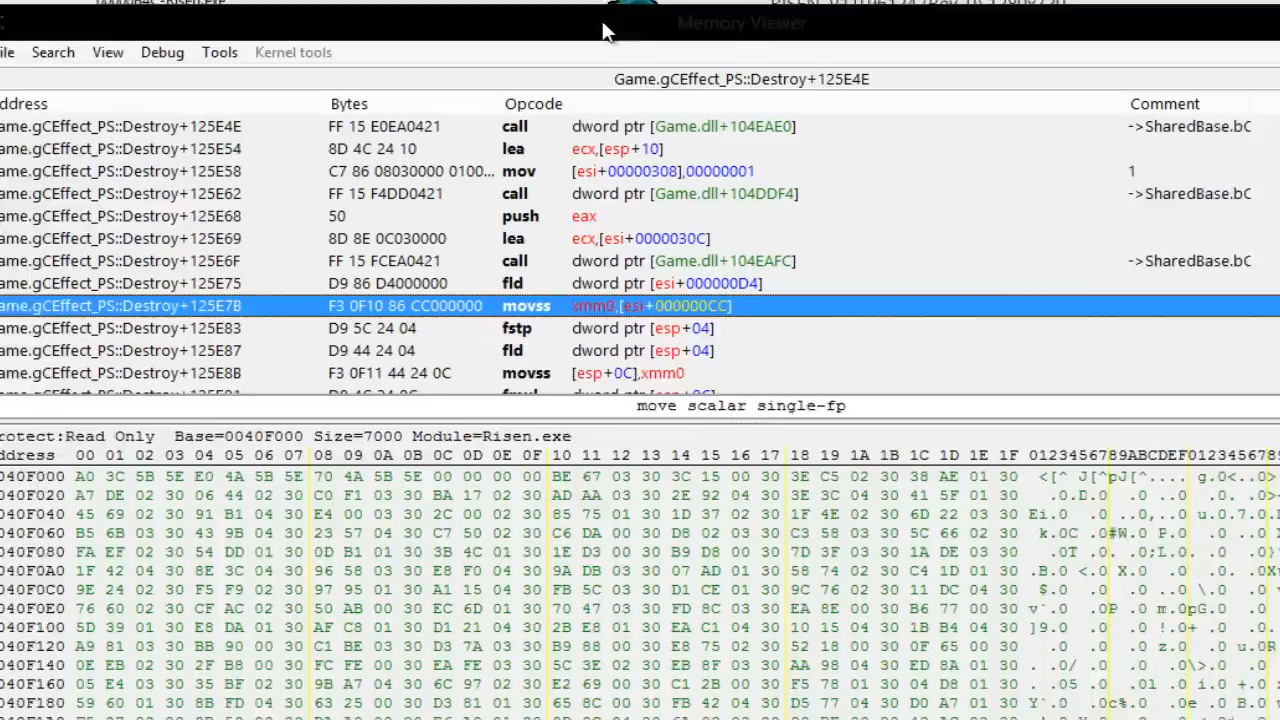 Memory Viewer
ile Search View Debug Tools Kernel tools
Game.gCEffect_PS::Destroy+125E4E
ddress Bytes Opcode Comment
ame.gCEffect_PS::Destroy+125E4E FF 15 E0EA0421 call dword ptr [Game.dll+104EAE0] ->SharedBase.bC
ame.gCEffect_PS::Destroy+125E54 8D 4C 24 10 lea ecx,[esp+10]
ame.gCEffect_PS::Destroy+125E58 C7 86 08030000 0100... mov [esi+00000308],00000001 1
ame.gCEffect_PS::Destroy+125E62 FF 15 F4DD0421 call dword ptr [Game.dll+104DDF4] ->SharedBase.bC
ame.gCEffect_PS::Destroy+125E68 50 push eax
ame.gCEffect_PS::Destroy+125E69 8D 8E 0C030000 lea ecx,[esi+0000030C]
ame.gCEffect_PS::Destroy+125E6F FF 15 FCEA0421 call dword ptr [Game.dll+104EAFC] ->SharedBase.bC
ame.gCEffect_PS::Destroy+125E75 D9 86 D4000000 fld dword ptr [esi+000000D4]
ame.gCEffect_PS::Destroy+125E7B F3 0F10 86 CC000000 movss xmm0,[esi+000000CC]
ame.gCEffect_PS::Destroy+125E83 D9 5C 24 04 fstp dword ptr [esp+04]
ame.gCEffect_PS::Destroy+125E87 D9 44 24 04 fld dword ptr [esp+04]
ame.gCEffect_PS::Destroy+125E8B F3 0F11 44 24 0C movss [esp+0C],xmm0
move scalar single-fp
rotect:Read Only Base=0040F000 Size=7000 Module=Risen.exe
ddress 00 01 02 03 04 05 06 07 08 09 0A 0B 0C 0D 0E 0F 10 11 12 13 14 15 16 17 18 19 1A 1B 1C 1D 1E 1F 0123456789ABCDEF0123456789
040F000 A0 3C 5B 5E E0 4A 5B 5E 70 4A 5B 5E 00 00 00 00 BE 67 03 30 3C 15 00 30 3E C5 02 30 38 AE 01 30
040F020 A7 DE 02 30 06 44 02 30 C0 F1 03 30 BA 17 02 30 AD AA 03 30 2E 92 04 30 3E 3C 04 30 41 5F 01 30
040F040 45 69 02 30 91 B1 04 30 E4 00 03 30 2C 00 02 30 85 75 01 30 1D 37 02 30 1F 4E 02 30 6D 22 03 30
040F060 B5 6B 03 30 43 9B 04 30 23 57 04 30 C7 50 02 30 C6 DA 00 30 D8 02 03 30 C3 58 03 30 5C 66 02 30
040F080 FA EF 02 30 54 DD 01 30 0D B1 01 30 3B 4C 01 30 1E D3 00 30 B9 D8 00 30 7D 3F 03 30 1A DE 03 30
040F0A0 1F 42 04 30 8E 3C 04 30 96 58 03 30 E8 F0 04 30 9A DB 03 30 07 AD 01 30 58 74 02 30 C4 1D 01 30
040F0C0 9E 24 02 30 F5 F9 02 30 97 95 01 30 A1 15 04 30 FB 5C 03 30 D1 CE 01 30 9C 76 02 30 11 DC 04 30
040F0E0 76 60 02 30 CF AC 02 30 50 AB 00 30 EC 6D 01 30 70 47 03 30 FD 8C 03 30 EA 8E 00 30 B6 77 00 30
040F100 5D 39 01 30 E8 DA 01 30 AF C8 01 30 D1 21 04 30 2B E8 01 30 EA C1 04 30 10 15 04 30 1B B4 04 30
040F120 A9 81 03 30 BB 90 00 30 C1 BE 03 30 D3 7A 03 30 B9 88 00 30 E8 75 02 30 52 18 00 30 0F 65 00 30
040F140 0E EB 02 30 2F B8 00 30 FC FE 00 30 EA FE 03 30 5C 3E 02 30 EB 8F 03 30 AA 98 04 30 ED 8A 01 30
040F160 05 E4 03 30 35 BF 02 30 9B A7 04 30 6C 97 02 30 E2 69 00 30 C1 2B 00 30 F5 78 01 30 04 D8 01 30
040F180 59 60 01 30 8B FD 04 30 63 25 00 30 D3 81 03 30 65 8C 00 30 FB 42 04 30 D5 77 04 30 D0 A7 01 30